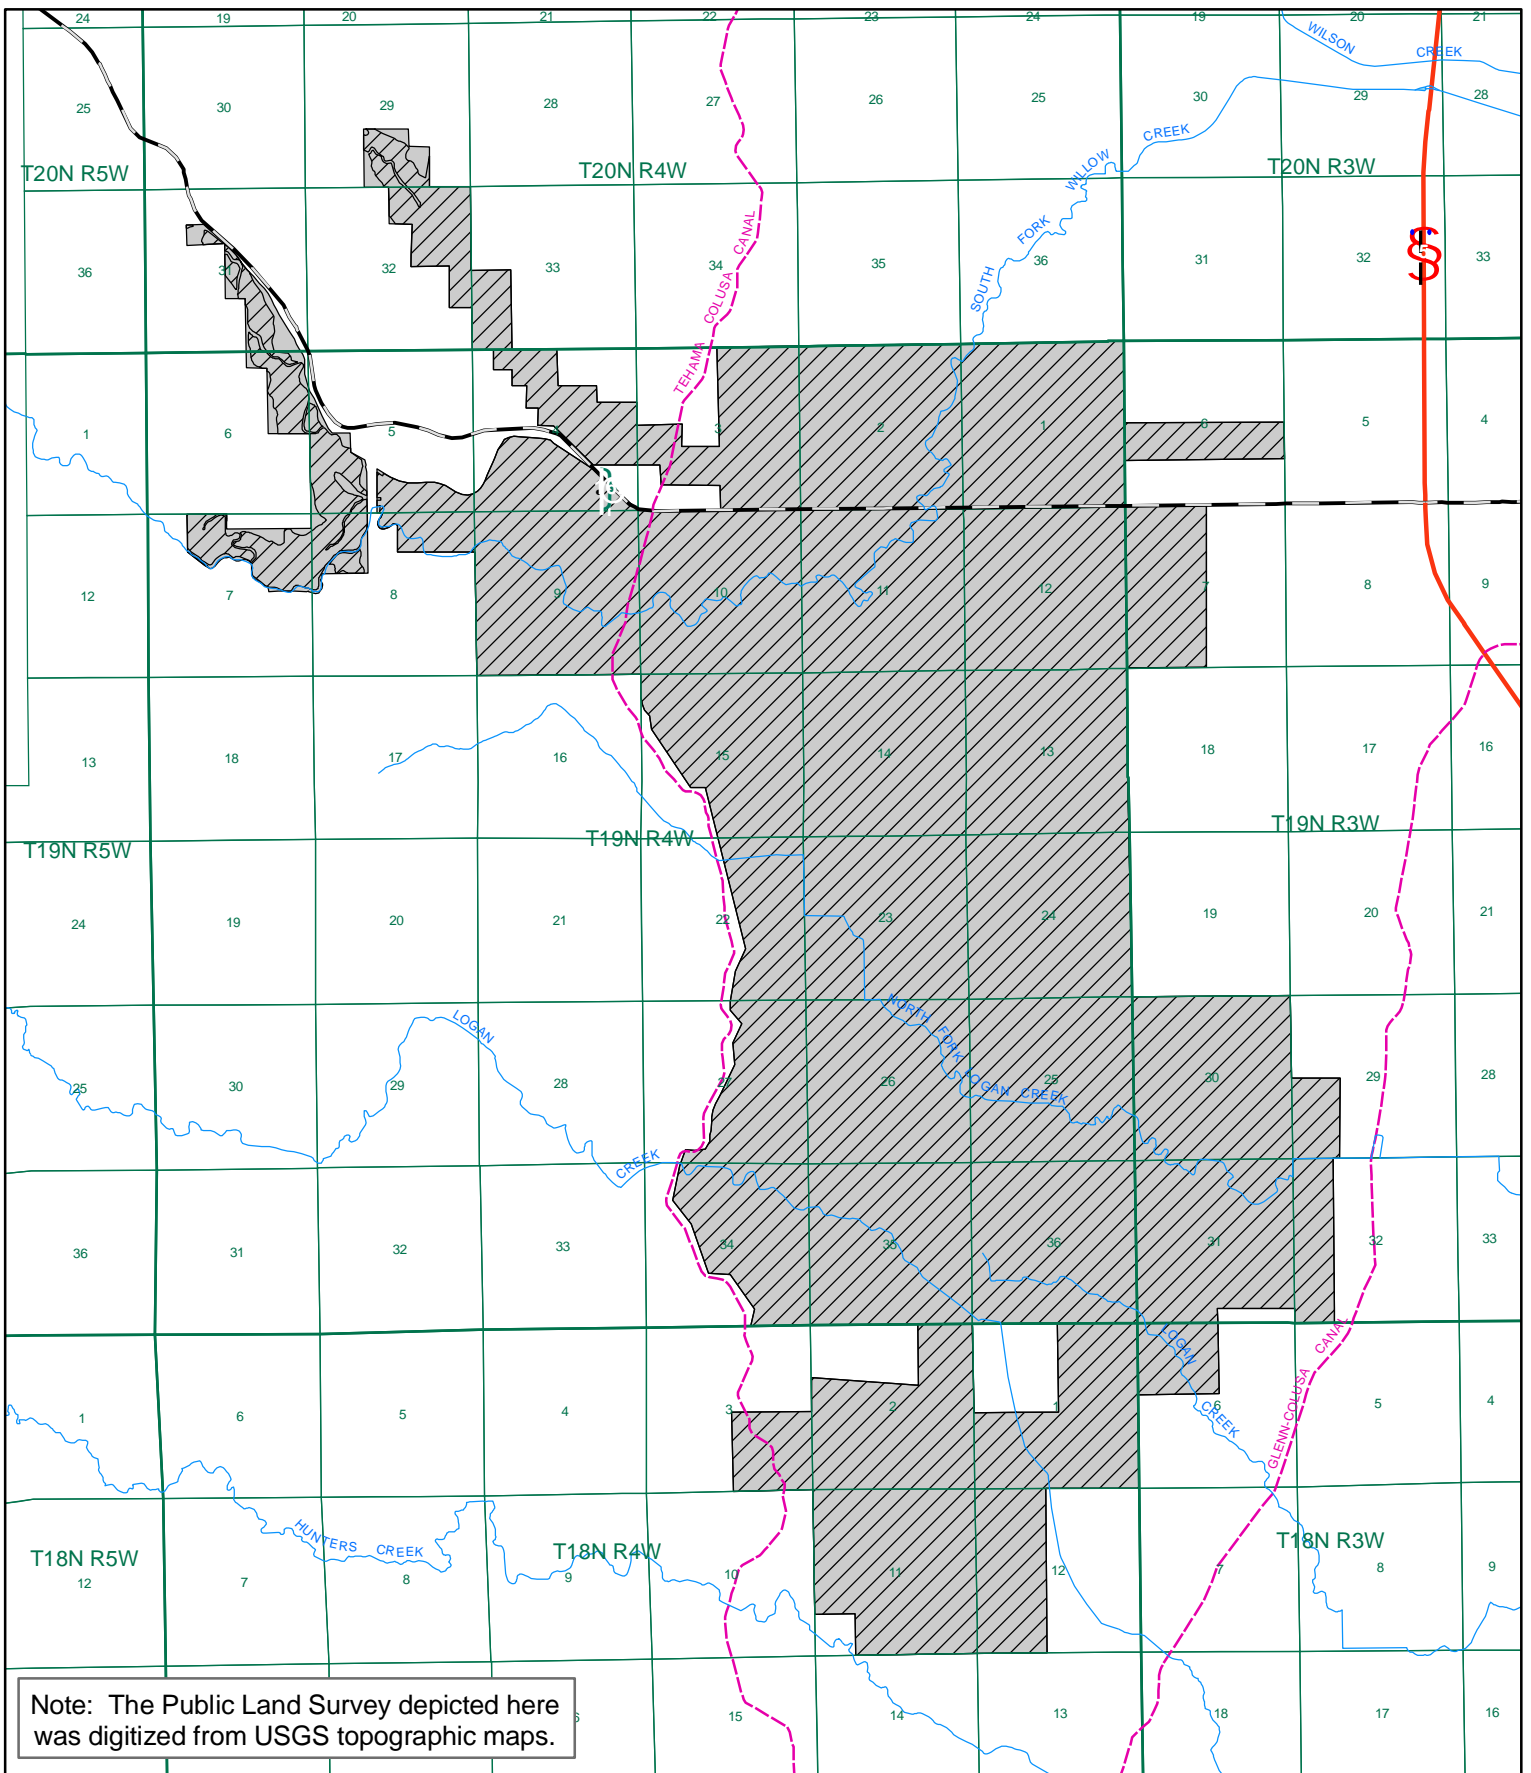 24 19 20 21 22 23 24 19 20 21
WILSON CREEK
25 30 29 28 27 26 25 30 29 28
CREEK
WILLOW
FORK
SOUTH
T20N R5W T20N R4W T20N R3W
TEHAMA COLUSA CANAL
36 31 32 33 34 35 36 31 32 33
1 6 5 3 2 1 6 5 4
12 7 8 9 10 11 12 7 8 9
13 18 17 16 15 14 13 18 17 16
T19N R5W T19N R4W T19N R3W
24 19 20 21 22 23 24 19 20 21
LOGAN
NORTH FORK LOGAN CREEK
25 30 29 28 27 26 25 30 29 28
CREEK
36 31 32 33 34 35 36 31 32 33
LOGAN
CREEK
GLENN-COLUSA CANAL
1 6 5 4 3 2 1 6 5 4
HUNTERS CREEK
T18N R5W T18N R4W T18N R3W
12 7 8 9 10 11 12 7 8 9
15 14 13 18 17 16
Note: The Public Land Survey depicted here
was digitized from USGS topographic maps.